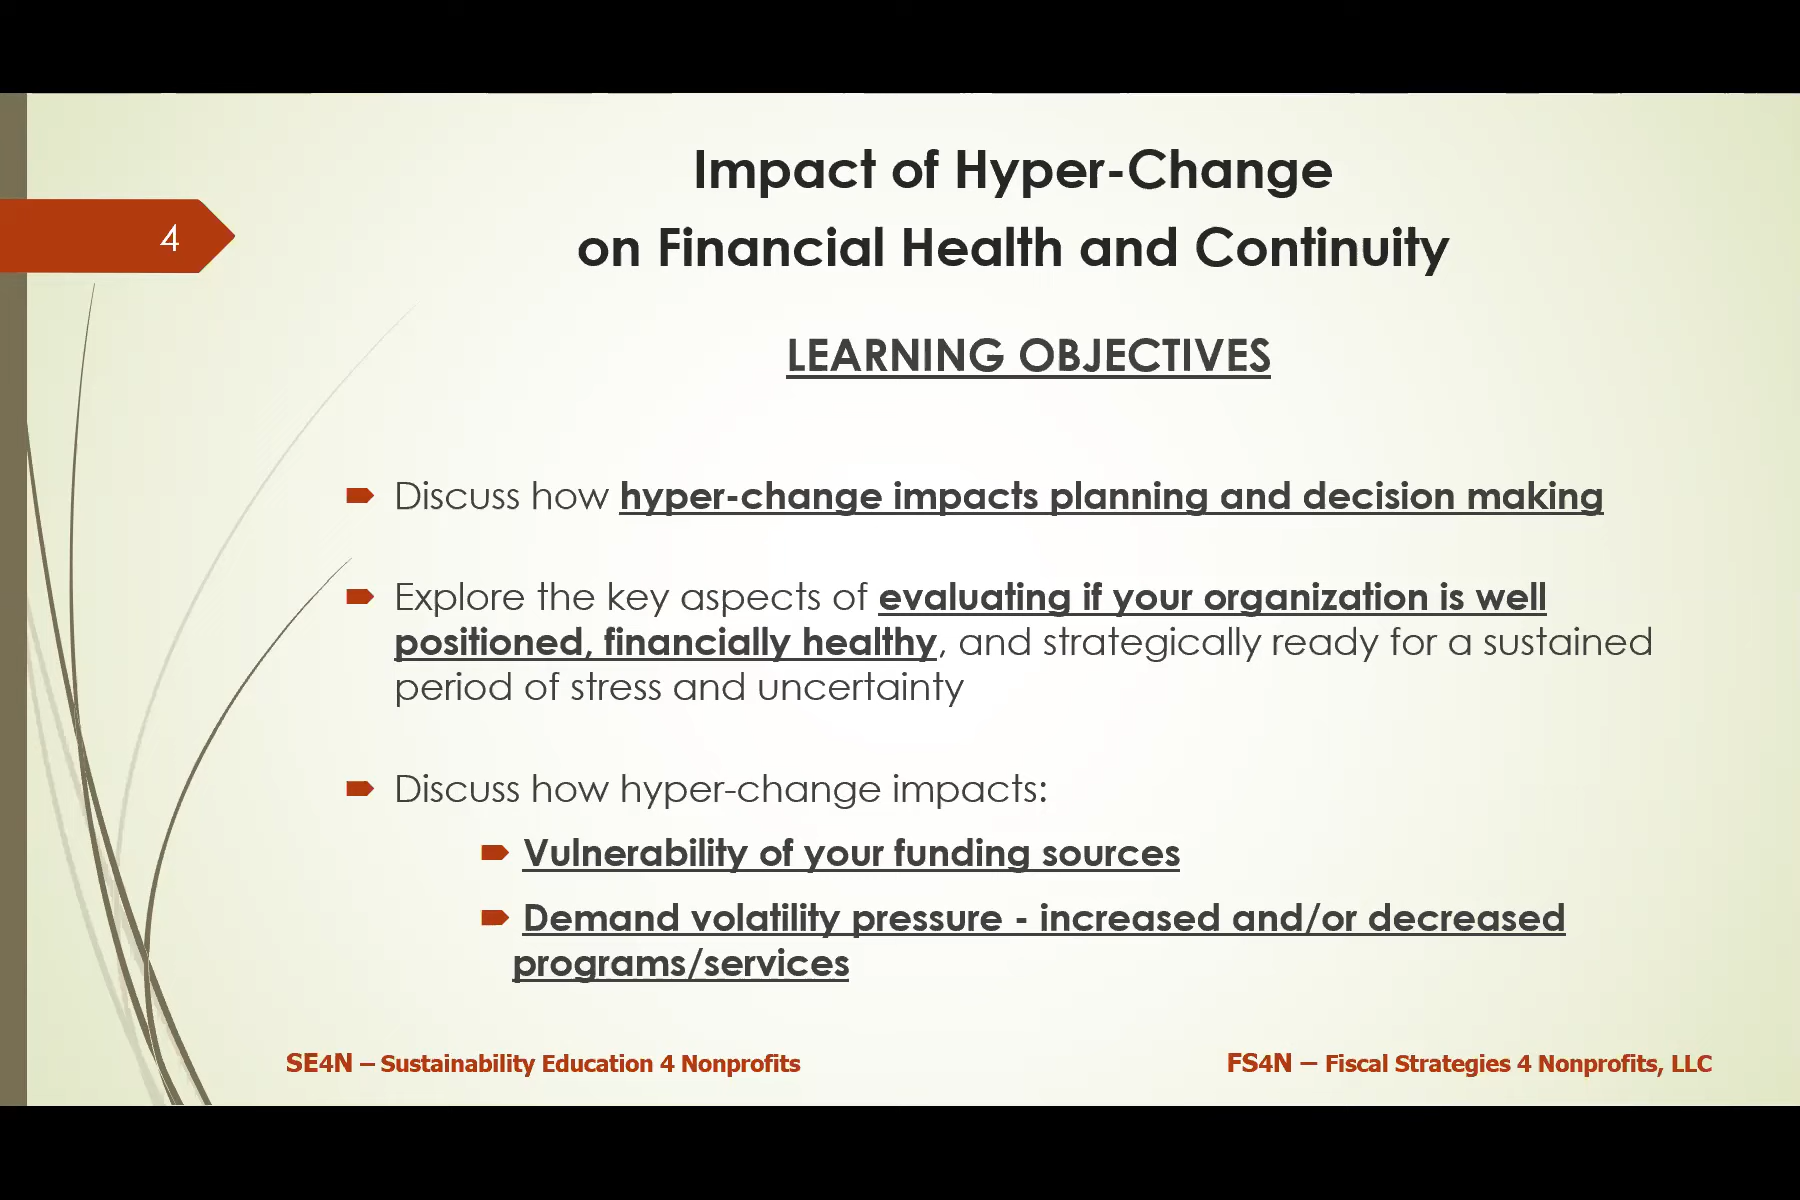 Impact of Hyper-Change
on Financial Health and Continuity
4
LEARNING OBJECTIVES
Discuss how hyper-change impacts planning and decision making
Explore the key aspects of evaluating if your organization is well
positioned, financially healthy, and strategically ready for a sustained
period of stress and uncertainty
Discuss how hyper-change impacts:
Vulnerability of your funding sources
Demand volatility pressure - increased and/or decreased
programs/services
SE4N – Sustainability Education 4 Nonprofits
FS4N – Fiscal Strategies 4 Nonprofits, LLC